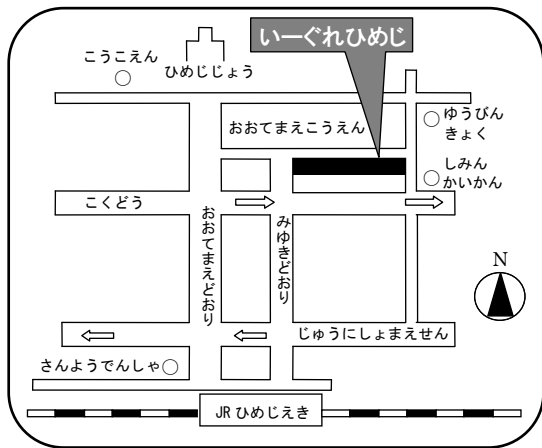 いーぐれひめじ
こうこえん
ひめじじょう
ゆうびん
きょく
おおてまえこうえん
しみん
かいかん
こくどう
おおてまえどおり
みゆきどおり
N
じゅうにしょまえせん
さんようでんしゃ
JR ひめじえき